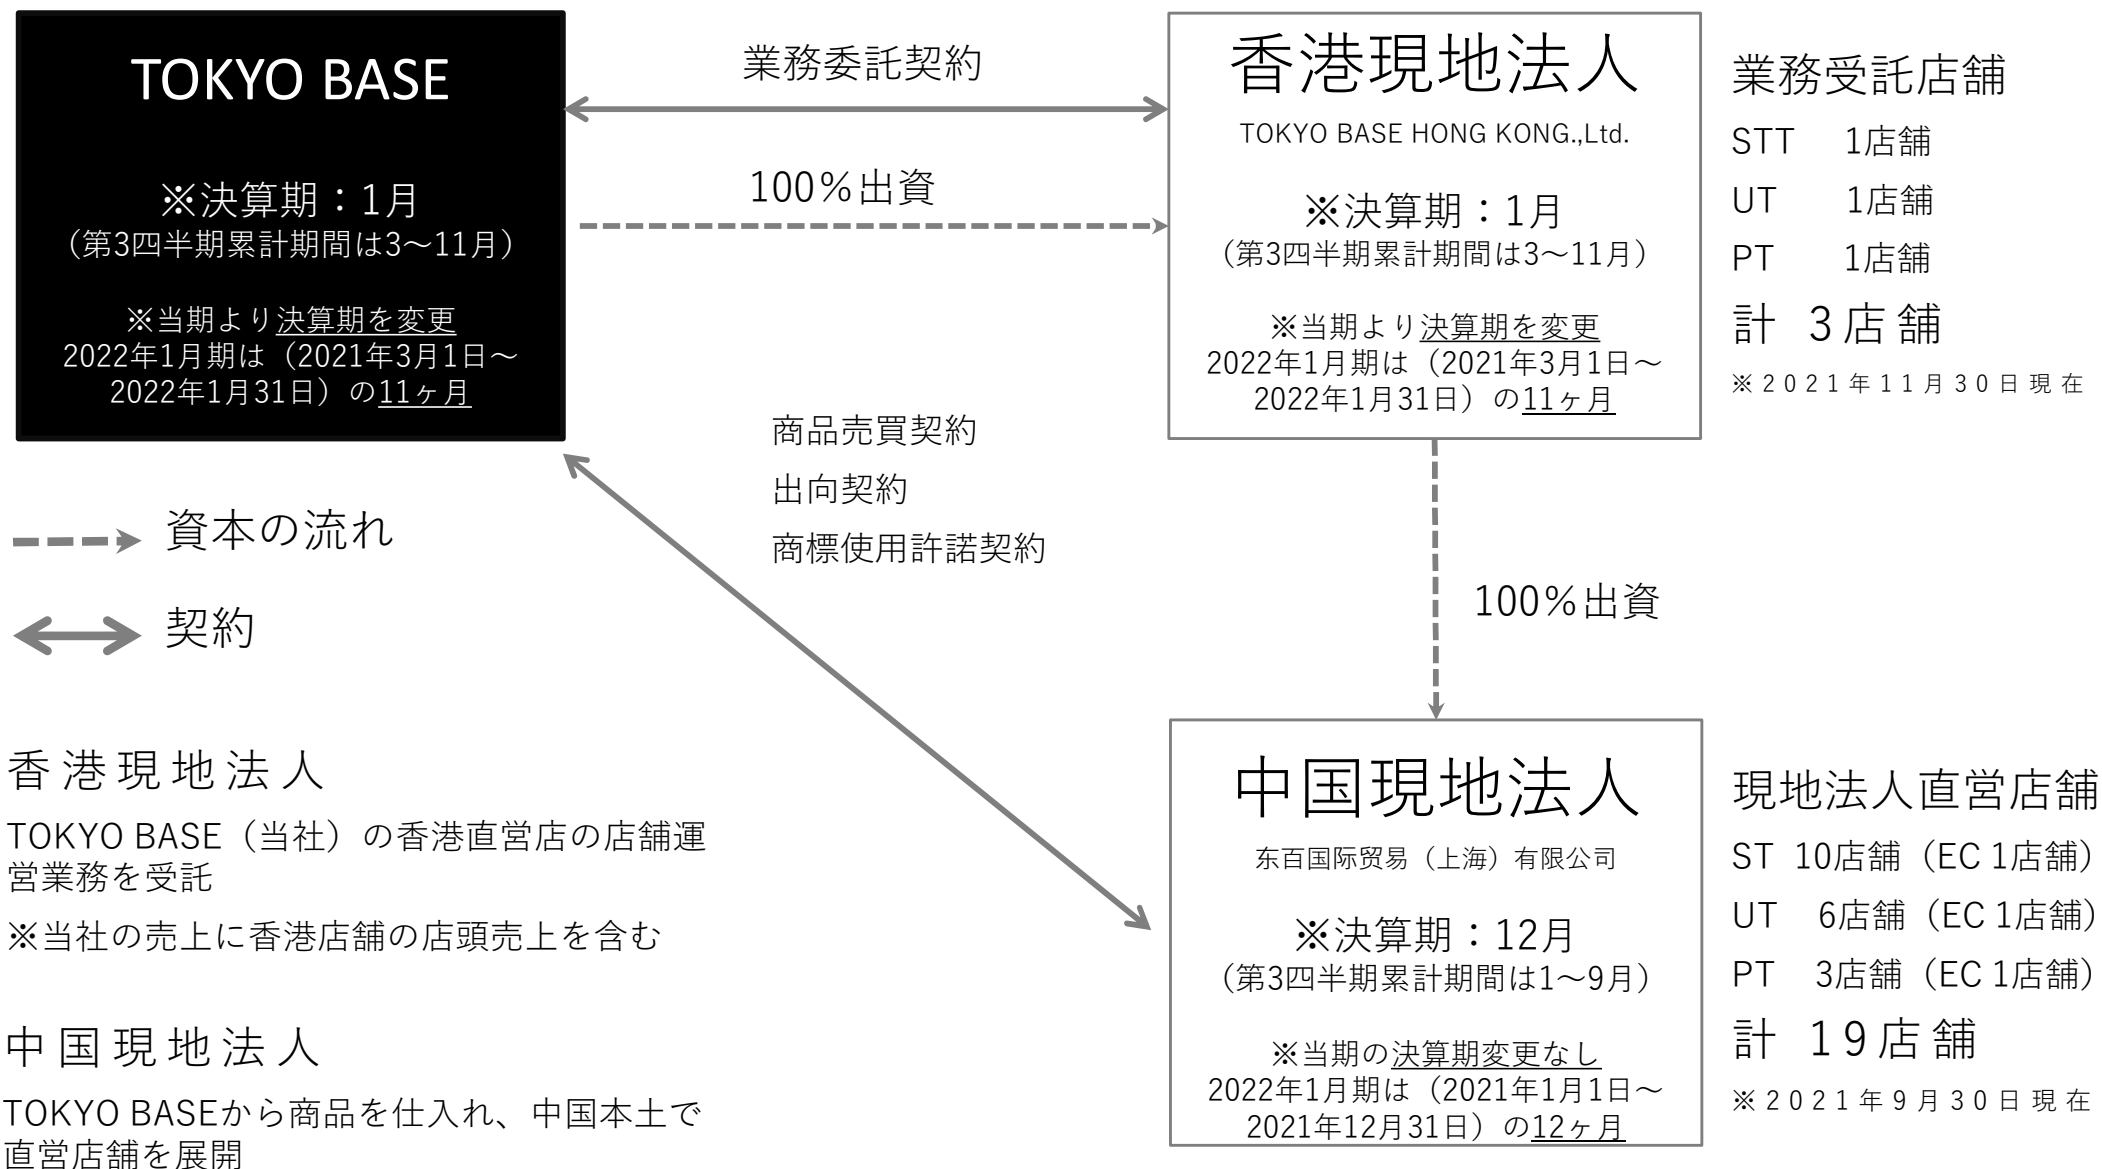 TOKYO BASE
※決算期：1月
（第3四半期累計期間は3～11月）
※当期より決算期を変更
2022年1月期は（2021年3月1日～
2022年1月31日）の11ヶ月
業務委託契約
100％出資
香港現地法人
TOKYO BASE HONG KONG.,Ltd.
※決算期：1月
（第3四半期累計期間は3～11月）
※当期より決算期を変更
2022年1月期は（2021年3月1日～
2022年1月31日）の11ヶ月
業務受託店舗
STT 1店舗
UT 1店舗
PT 1店舗
計 3店舗
※2021年11月30日現在
商品売買契約
出向契約
商標使用許諾契約
資本の流れ
契約
100％出資
香港現地法人
TOKYO BASE（当社）の香港直営店の店舗運
営業務を受託
※当社の売上に香港店舗の店頭売上を含む
中国現地法人
TOKYO BASEから商品を仕入れ、中国本土で
直営店舗を展開
中国現地法人
东百国际贸易（上海）有限公司
※決算期：12月
（第3四半期累計期間は1～9月）
※当期の決算期変更なし
2022年1月期は（2021年1月1日～
2021年12月31日）の12ヶ月
現地法人直営店舗
ST 10店舗（EC 1店舗）
UT 6店舗（EC 1店舗）
PT 3店舗（EC 1店舗）
計 19店舗
※2021年9月30日現在